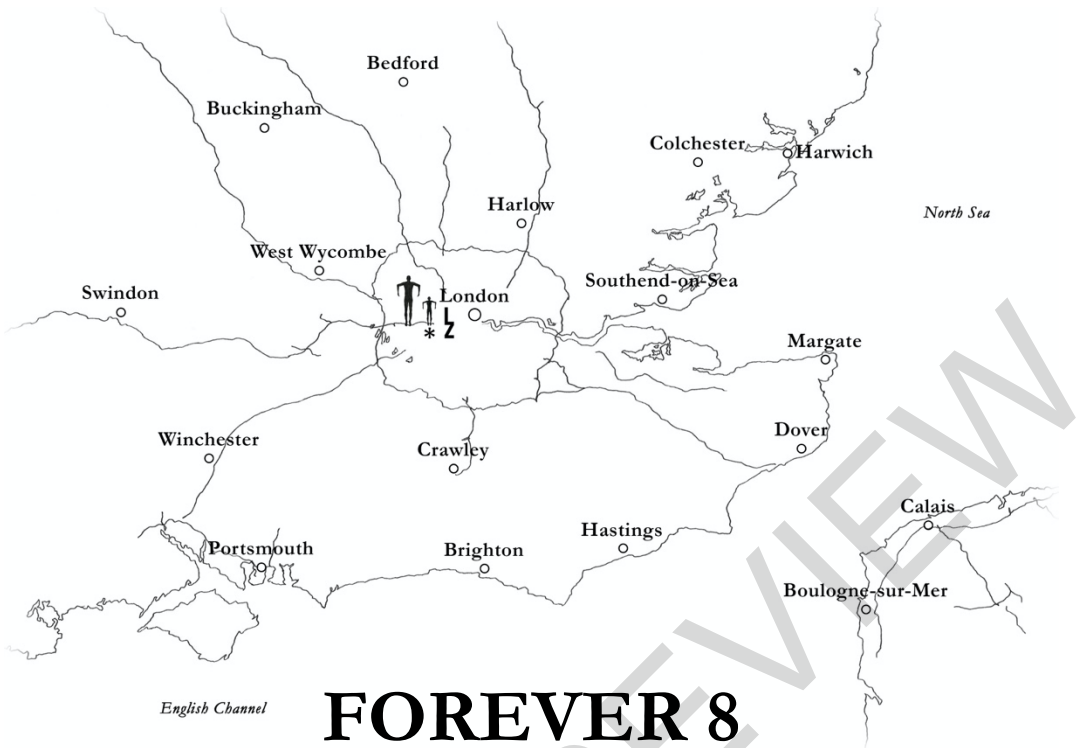 Bedford
Buckingham
Colchester
Harwich
Harlow
North Sea
West Wycombe
Southend-on-Sea
Swindon
London
L
* Z
Margate
Dover
Winchester
Crawley
Calais
Hastings
Portsmouth
Brighton
Boulogne-sur-Mer
English Channel
FOREVER 8